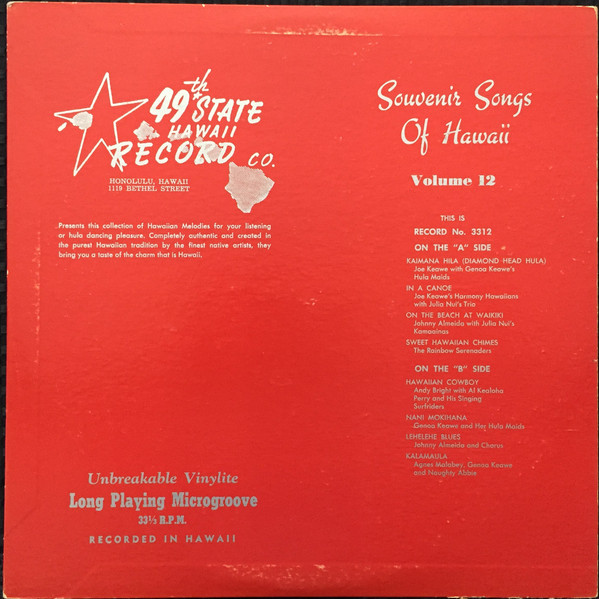 49th STATE
HAWAII
RECORD CO.
HONOLULU, HAWAII
1119 BETHEL STREET
Presents this collection of Hawaiian Melodies for your listening
or hula dancing pleasure. Completely authentic and created in
the purest Hawaiian tradition by the finest native artists, they
bring you a taste of the charm that is Hawaii.
Unbreakable Vinylite
Long Playing Microgroove
33⅓ R.P.M.
RECORDED IN HAWAII
Souvenir Songs
Of Hawaii
Volume 12
THIS IS
RECORD No. 3312
ON THE "A" SIDE
KAIMANA HILA (DIAMOND HEAD HULA)
Joe Keawe with Genoa Keawe's
Hula Maids
IN A CANOE
Joe Keawe's Harmony Hawaiians
with Julia Nui's Trio
ON THE BEACH AT WAIKIKI
Johnny Almeida with Julia Nui's
Kamaainas
SWEET HAWAIIAN CHIMES
The Rainbow Serenaders
ON THE "B" SIDE
HAWAIIAN COWBOY
Andy Bright with Al Kealoha
Perry and His Singing
Surfriders
NANI MOKIHANA
Genoa Keawe and Her Hula Maids
LEHELEHE BLUES
Johnny Almeida and Chorus
KALAMAULA
Agnes Malabey, Genoa Keawe
and Naughty Abbie